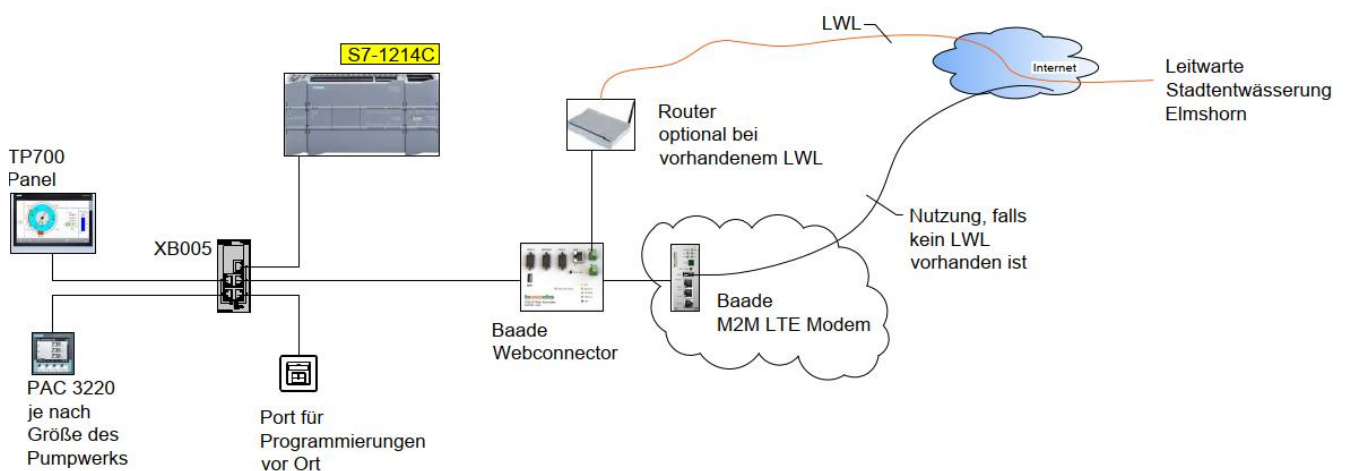 S7-1214C
LWL
Internet
Leitwarte
Stadtentwässerung
Elmshorn
Router
optional bei
vorhandenem LWL
TP700
Panel
XB005
Nutzung, falls
kein LWL
vorhanden ist
Baade
M2M LTE Modem
Baade
Webconnector
PAC 3220
je nach
Größe des
Pumpwerks
Port für
Programmierungen
vor Ort